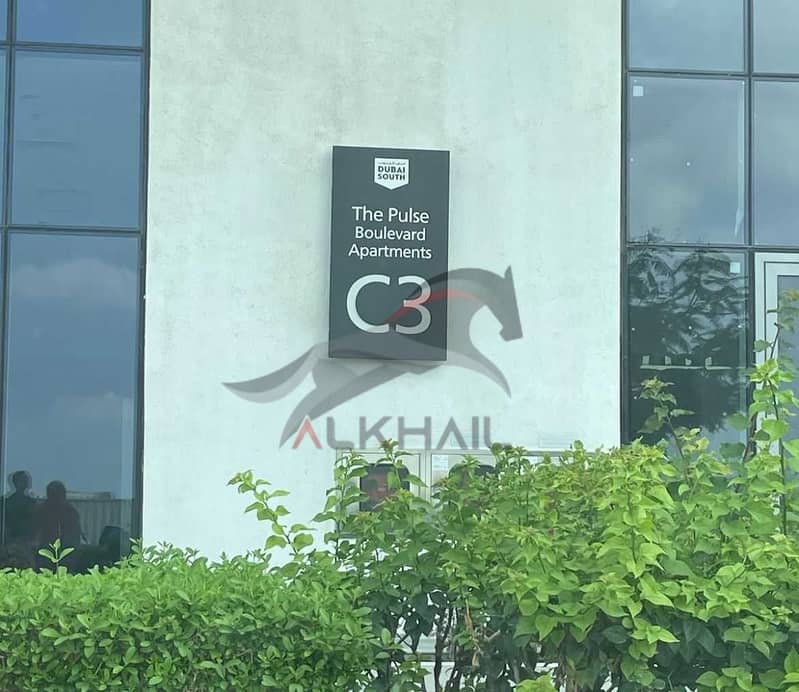 DUBAI
SOUTH
The Pulse
Boulevard
Apartments
C3
ALKHAIL